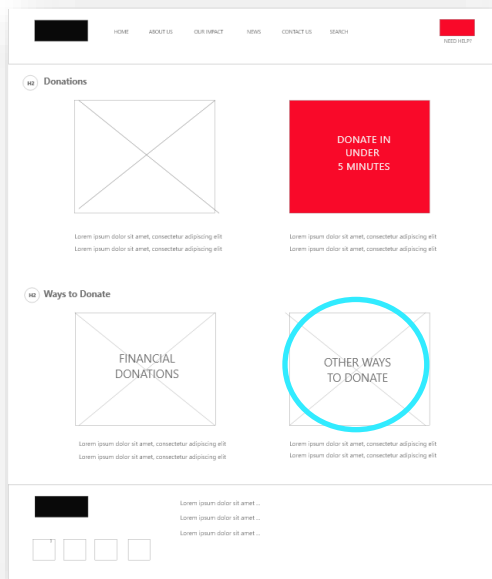 HOME ABOUT US OUR IMPACT NEWS CONTACT US SEARCH
NEED HELP?
H2 Donations
DONATE IN
UNDER
5 MINUTES
Lorem ipsum dolor sit amet, consectetur adipiscing elit
Lorem ipsum dolor sit amet, consectetur adipiscing elit
Lorem ipsum dolor sit amet, consectetur adipiscing elit
Lorem ipsum dolor sit amet, consectetur adipiscing elit
H2 Ways to Donate
FINANCIAL
DONATIONS
OTHER WAYS
TO DONATE
Lorem ipsum dolor sit amet, consectetur adipiscing elit
Lorem ipsum dolor sit amet, consectetur adipiscing elit
Lorem ipsum dolor sit amet, consectetur adipiscing elit
Lorem ipsum dolor sit amet, consectetur adipiscing elit
Lorem ipsum dolor sit amet ...
Lorem ipsum dolor sit amet ...
Lorem ipsum dolor sit amet ...